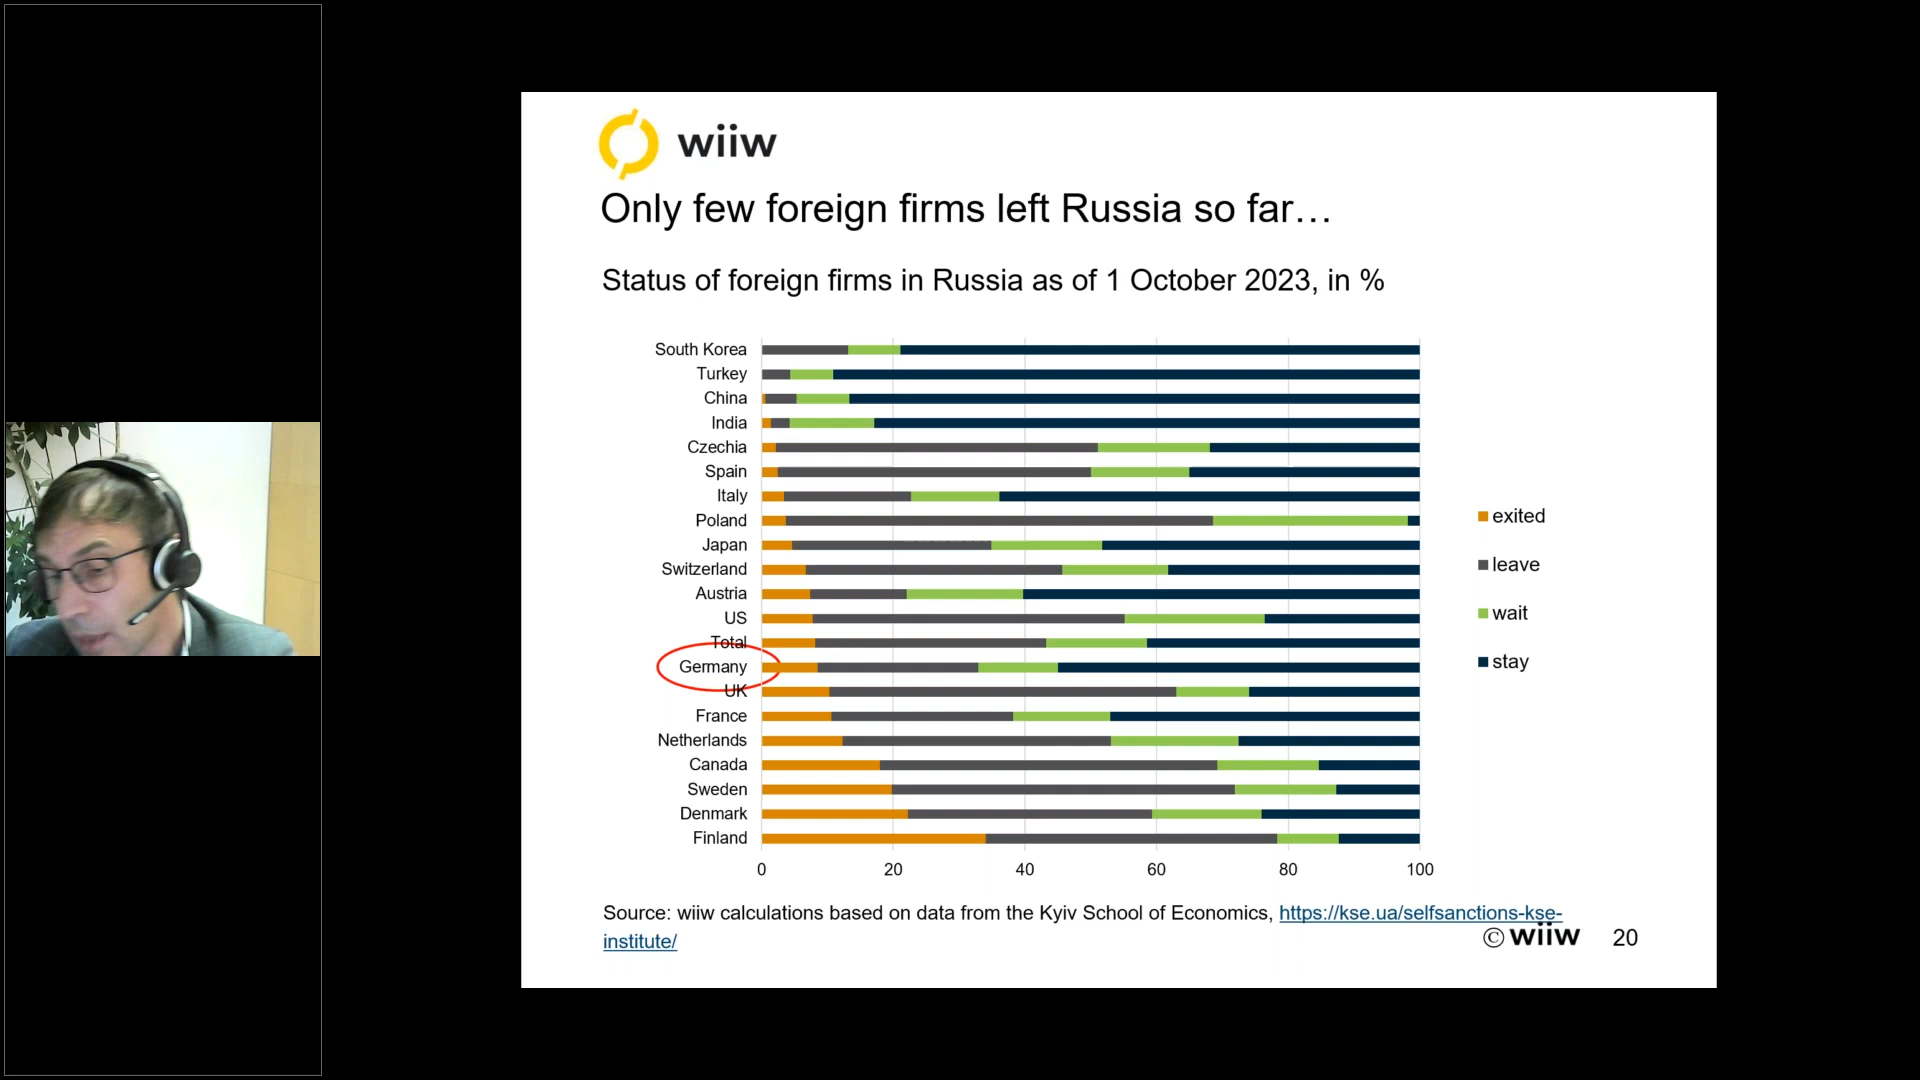 wiiw
Only few foreign firms left Russia so far…
Status of foreign firms in Russia as of 1 October 2023, in %
South Korea
Turkey
China
India
Czechia
Spain
Italy
Poland
Japan
Switzerland
Austria
US
Total
Germany
UK
France
Netherlands
Canada
Sweden
Denmark
Finland
0 20 40 60 80 100
exited
leave
wait
stay
Source: wiiw calculations based on data from the Kyiv School of Economics, https://kse.ua/selfsanctions-kse-
institute/
© wiiw 20